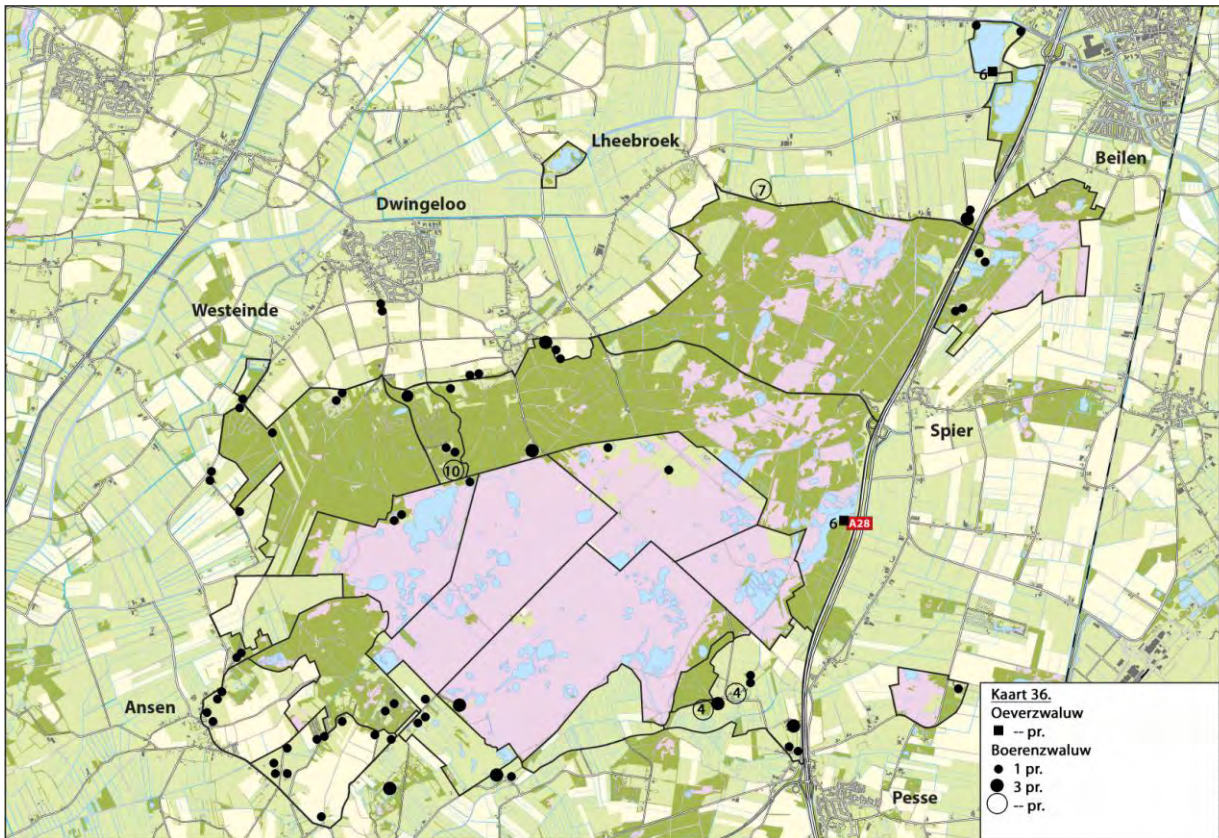 6
Beilen
Lheebroek
7
Dwingeloo
Westeinde
Spier
10
6
A28
4
4
Ansen
Pesse
Kaart 36.
Oeverzwaluw
-- pr.
Boerenzwaluw
1 pr.
3 pr.
-- pr.